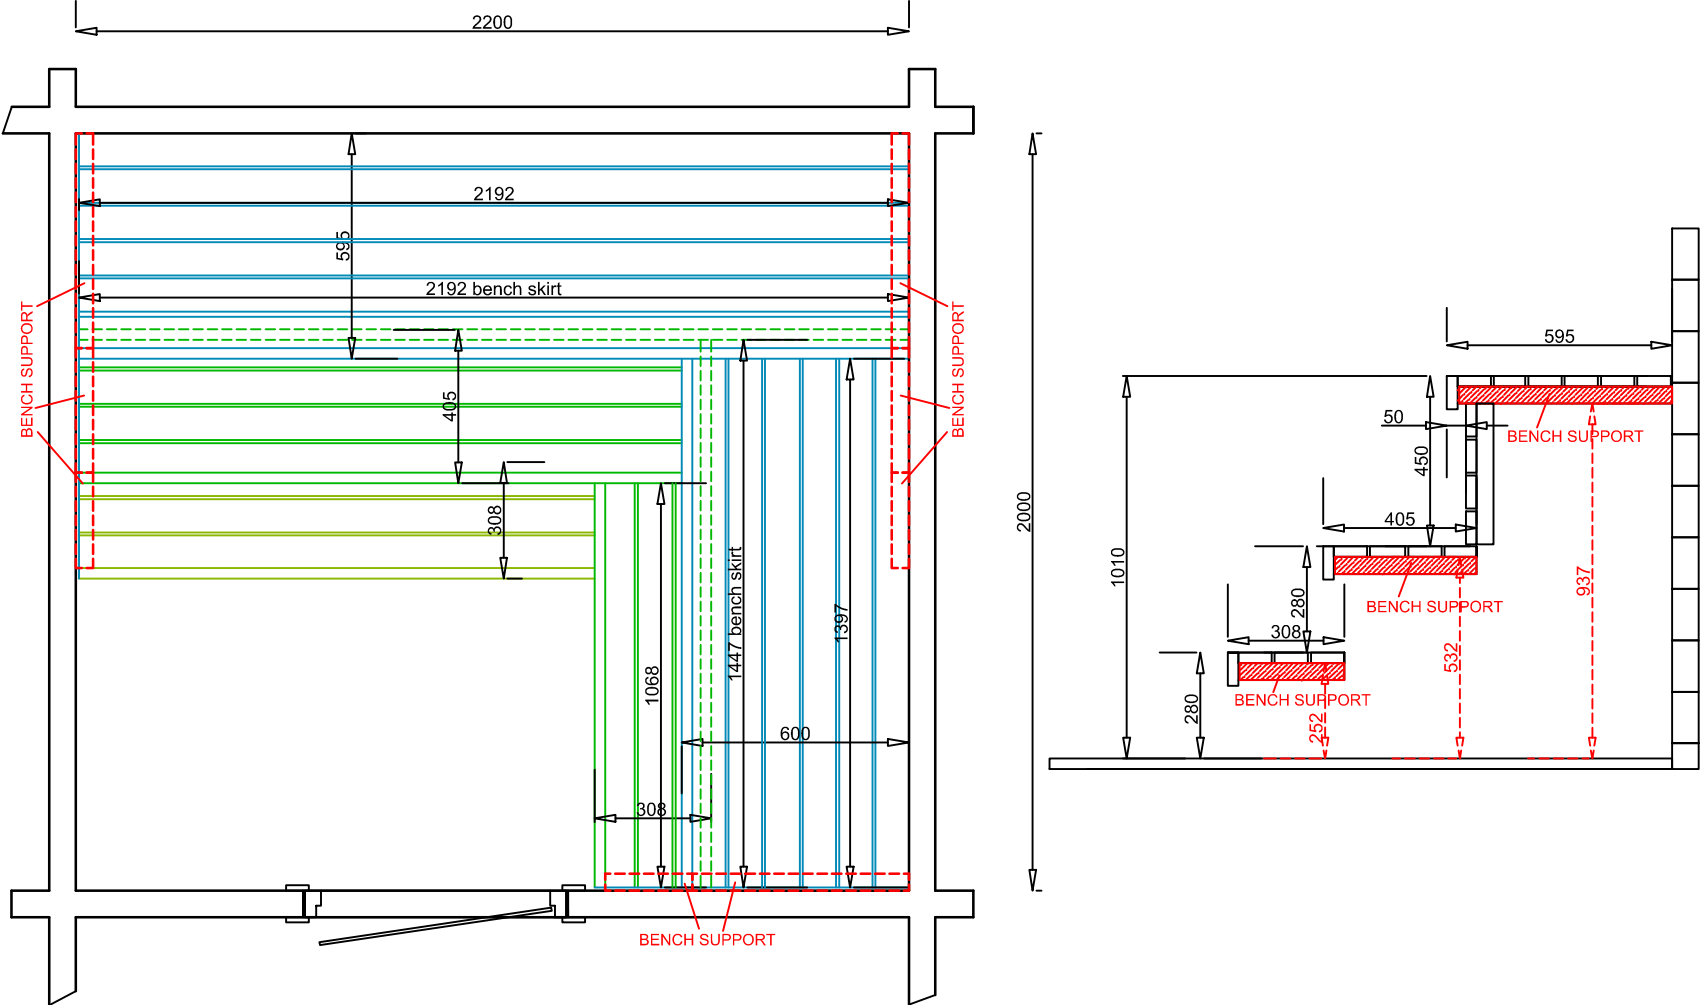 2200
2192
595
2192 bench skirt
BENCH SUPPORT
BENCH SUPPORT
405
308
1447 bench skirt
1397
1068
600
308
BENCH SUPPORT
2000
595
1010
50
BENCH SUPPORT
450
405
937
280
BENCH SUPPORT
308
532
280
BENCH SUPPORT
252